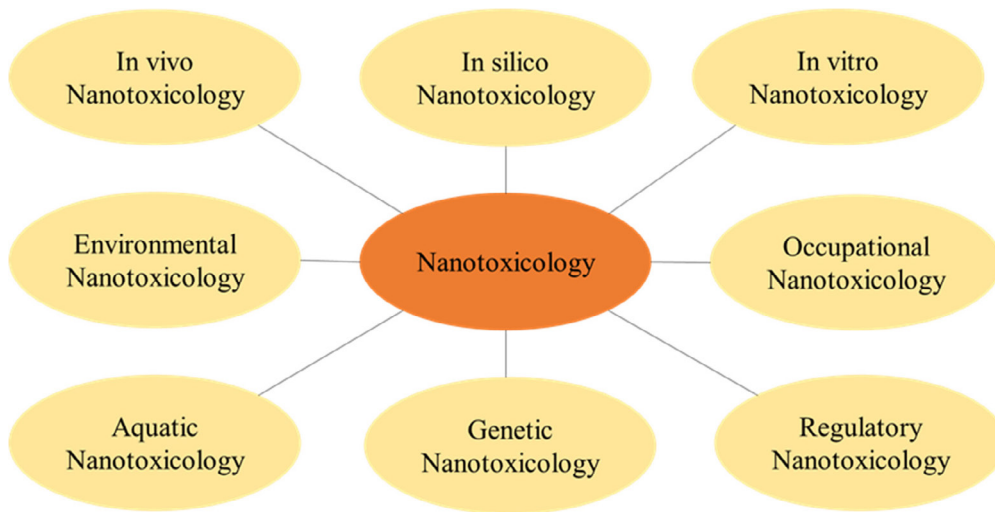 In vivo
Nanotoxicology
In silico
Nanotoxicology
In vitro
Nanotoxicology
Environmental
Nanotoxicology
Nanotoxicology
Occupational
Nanotoxicology
Aquatic
Nanotoxicology
Genetic
Nanotoxicology
Regulatory
Nanotoxicology